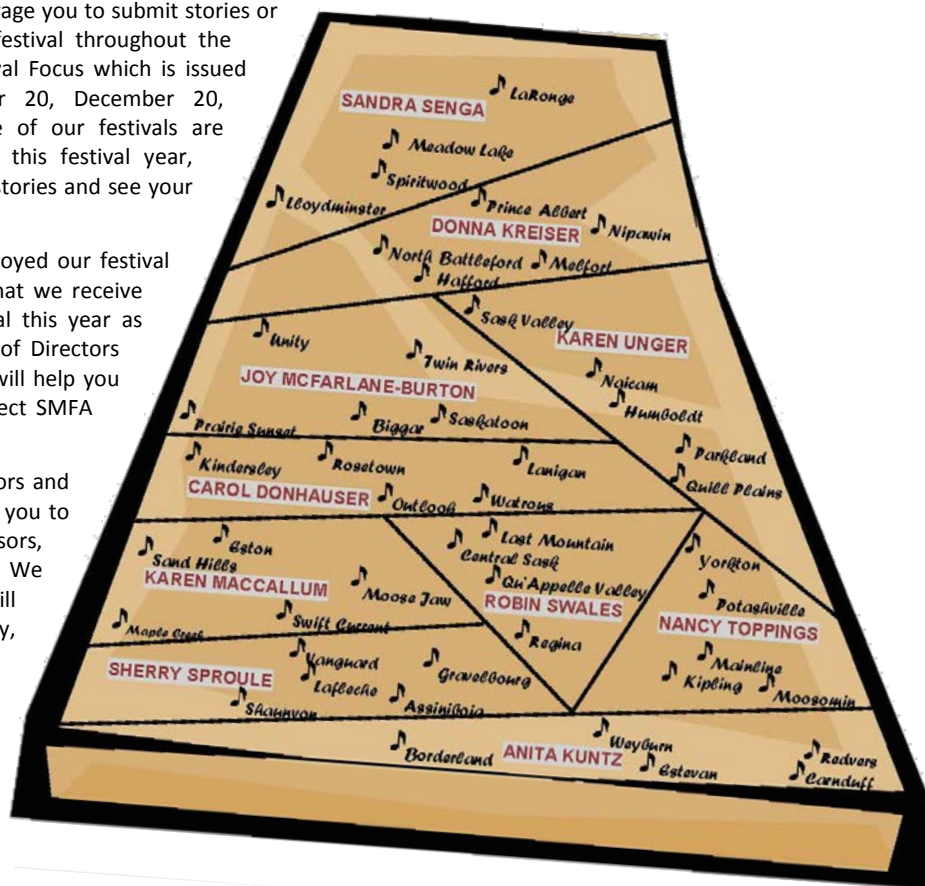 rage you to submit stories or
festival throughout the
val Focus which is issued
r 20, December 20,
e of our festivals are
this festival year,
stories and see your
oyed our festival
hat we receive
al this year as
of Directors
will help you
ect SMFA
ors and
you to
sors,
We
ill
y,
LaRonge
SANDRA SENGA
Meadow Lake
Spiritwood
Lloydminster
Prince Albert
Nipawin
DONNA KREISER
North Battleford
Melfort
Hafford
Sask Valley
KAREN UNGER
Unity
Twin Rivers
Naicam
JOY MCFARLANE-BURTON
Humboldt
Prairie Sunset
Biggar
Saskatoon
Parkland
Quill Plains
Kindersley
Rosetown
Lanigan
CAROL DONHAUSER
Outlook
Watrous
Eston
Sand Hills
KAREN MACCALLUM
Moose Jaw
Swift Current
Maple Creek
Last Mountain
Central Sask
Qu'Appelle Valley
ROBIN SWALES
Regina
Yorkton
Potashville
NANCY TOPPINGS
Mainline
Kipling
Moosomin
SHERRY SPROULE
Vanguard
Lafleche
Gravelbourg
Shaunvon
Assiniboia
Borderland
ANITA KUNTZ
Weyburn
Estevan
Redvers
Carnduff